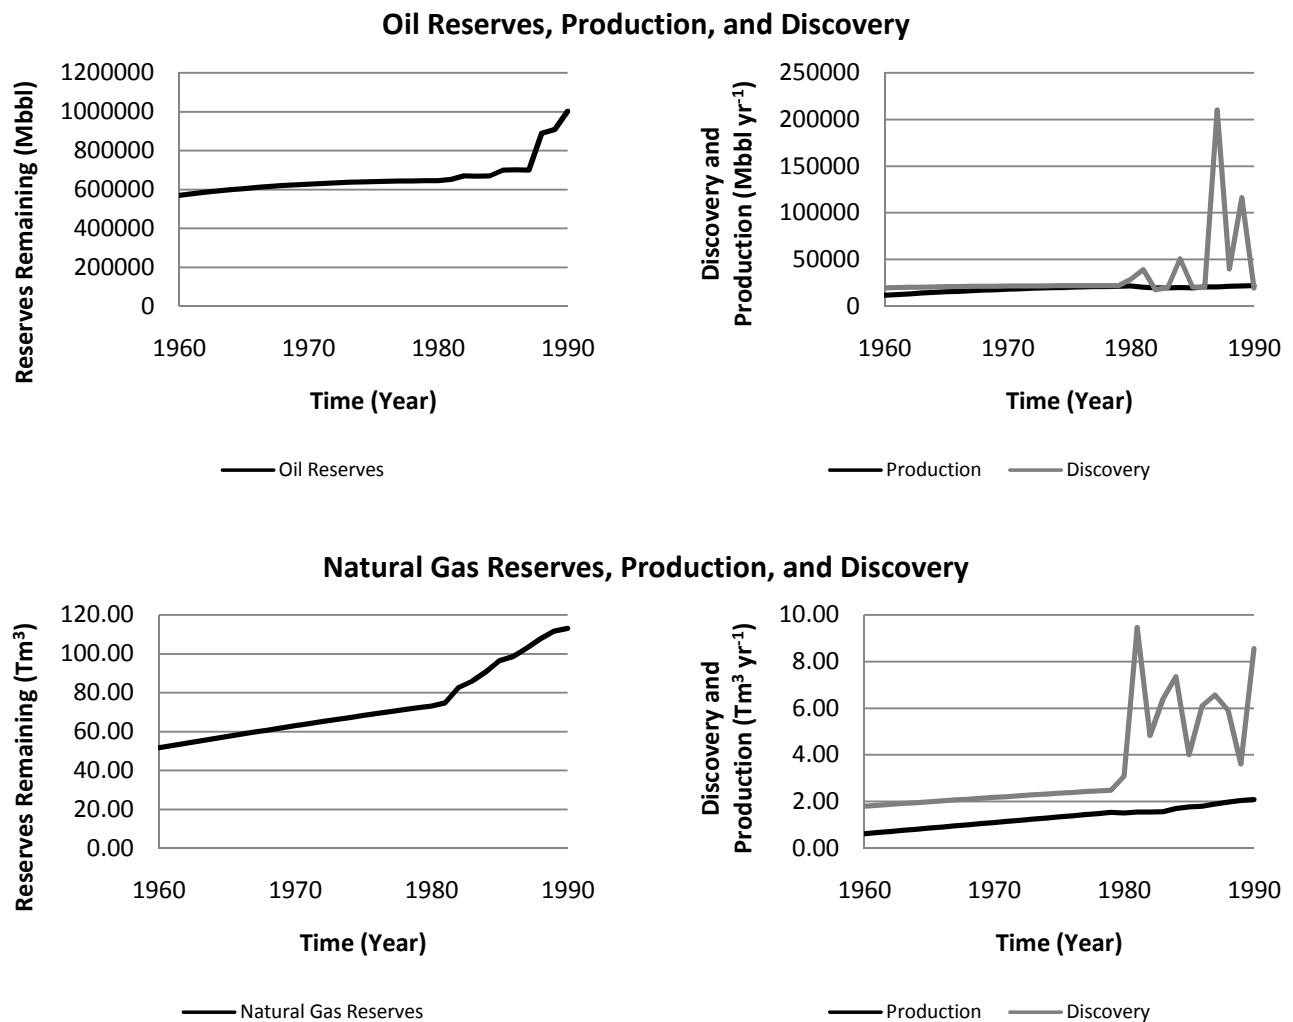 Oil Reserves, Production, and Discovery
Reserves Remaining (Mbbl)
1200000
1000000
800000
600000
400000
200000
0
1960 1970 1980 1990
Time (Year)
Oil Reserves
Discovery and
Production (Mbbl yr⁻¹)
250000
200000
150000
100000
50000
0
1960 1970 1980 1990
Time (Year)
Production Discovery
Natural Gas Reserves, Production, and Discovery
Reserves Remaining (Tm³)
120.00
100.00
80.00
60.00
40.00
20.00
0.00
1960 1970 1980 1990
Time (Year)
Natural Gas Reserves
Discovery and
Production (Tm³ yr⁻¹)
10.00
8.00
6.00
4.00
2.00
0.00
1960 1970 1980 1990
Time (Year)
Production Discovery